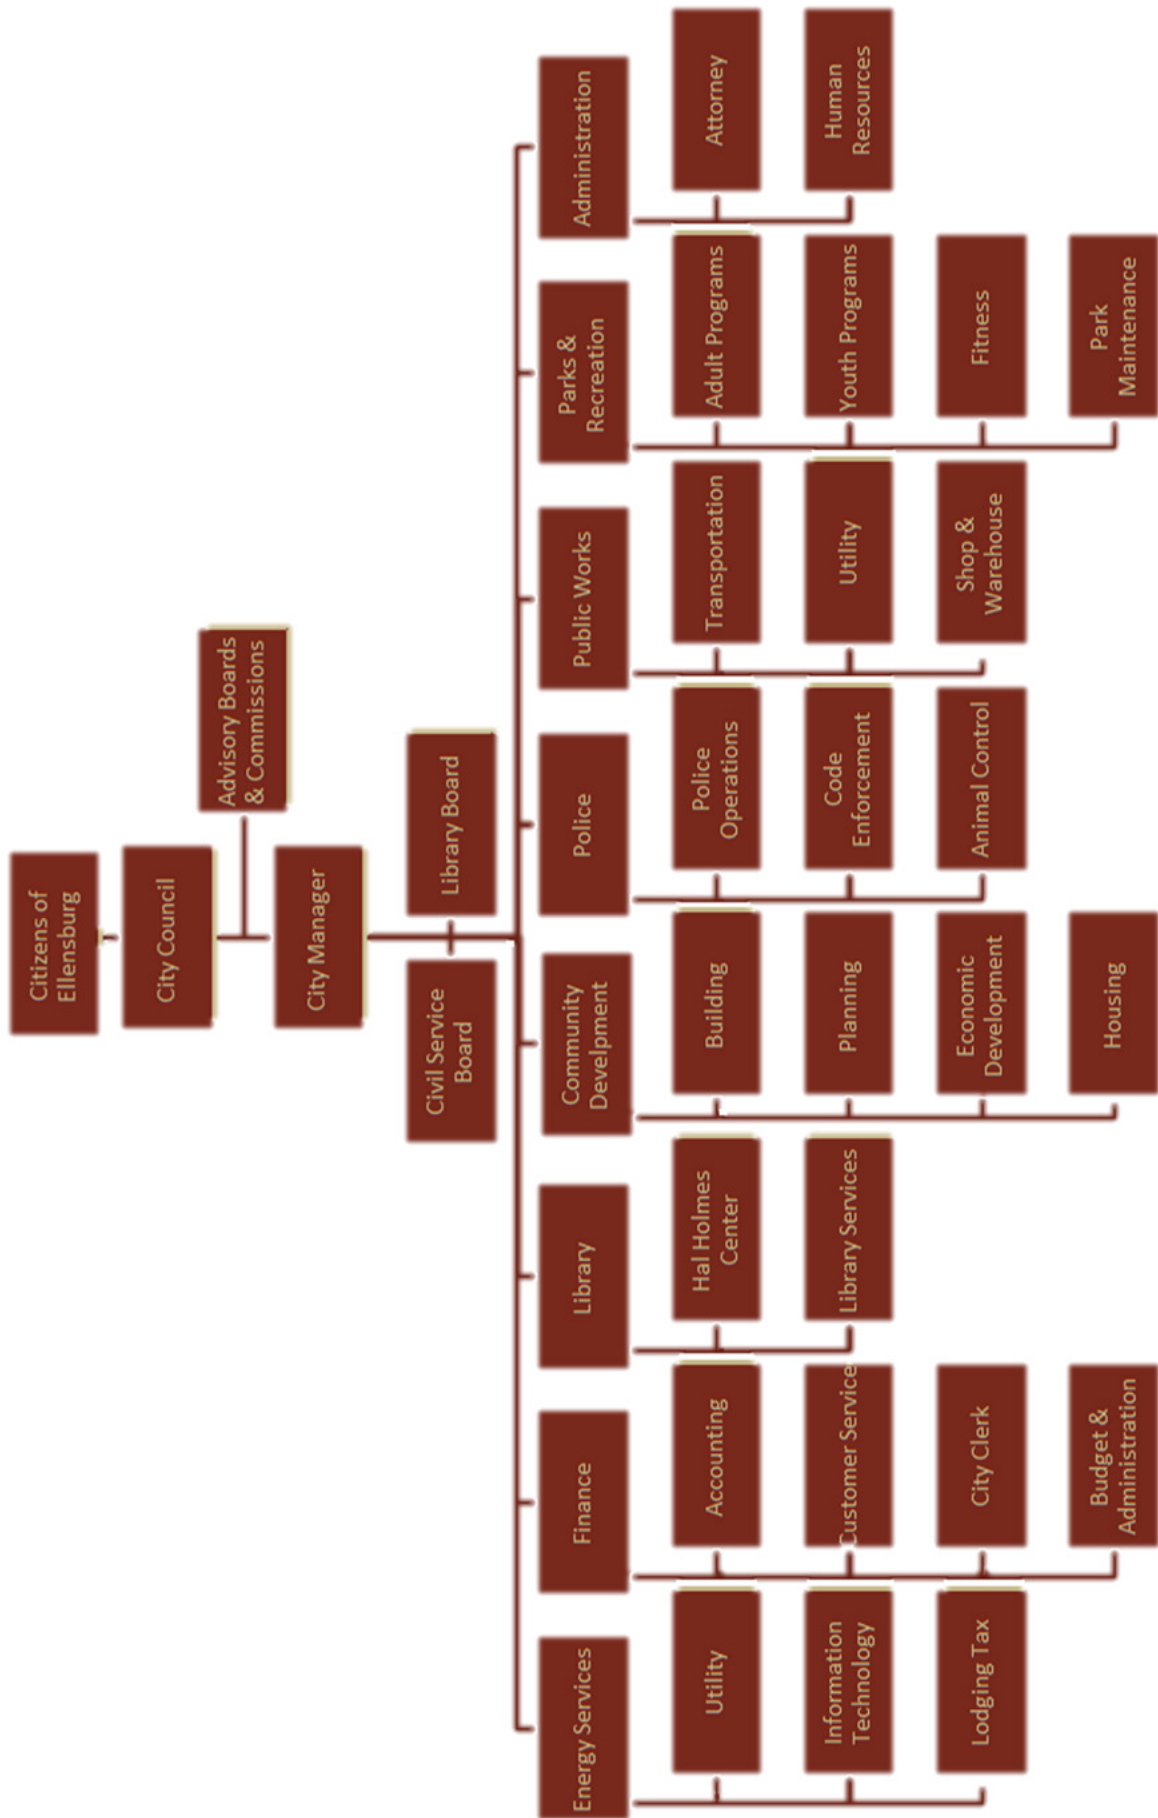 Citizens of
Ellensburg
City Council
Advisory Boards
& Commissions
City Manager
Civil Service
Board
Library Board
Energy Services
Finance
Library
Community
Develpment
Police
Public Works
Parks &
Recreation
Administration
Utility
Accounting
Hal Holmes
Center
Building
Police
Operations
Transportation
Adult Programs
Attorney
Information
Technology
Customer Service
Library Services
Planning
Code
Enforcement
Utility
Youth Programs
Human
Resources
Lodging Tax
City Clerk
Economic
Development
Animal Control
Shop &
Warehouse
Fitness
Budget &
Administration
Housing
Park
Maintenance